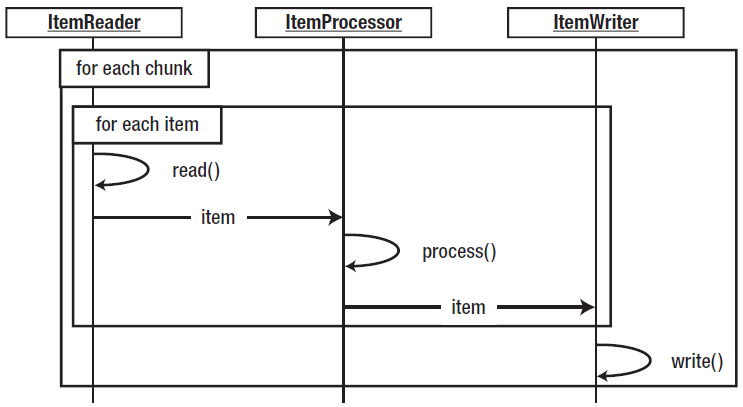 ItemReader
ItemProcessor
ItemWriter
for each chunk
for each item
read()
item
process()
item
write()